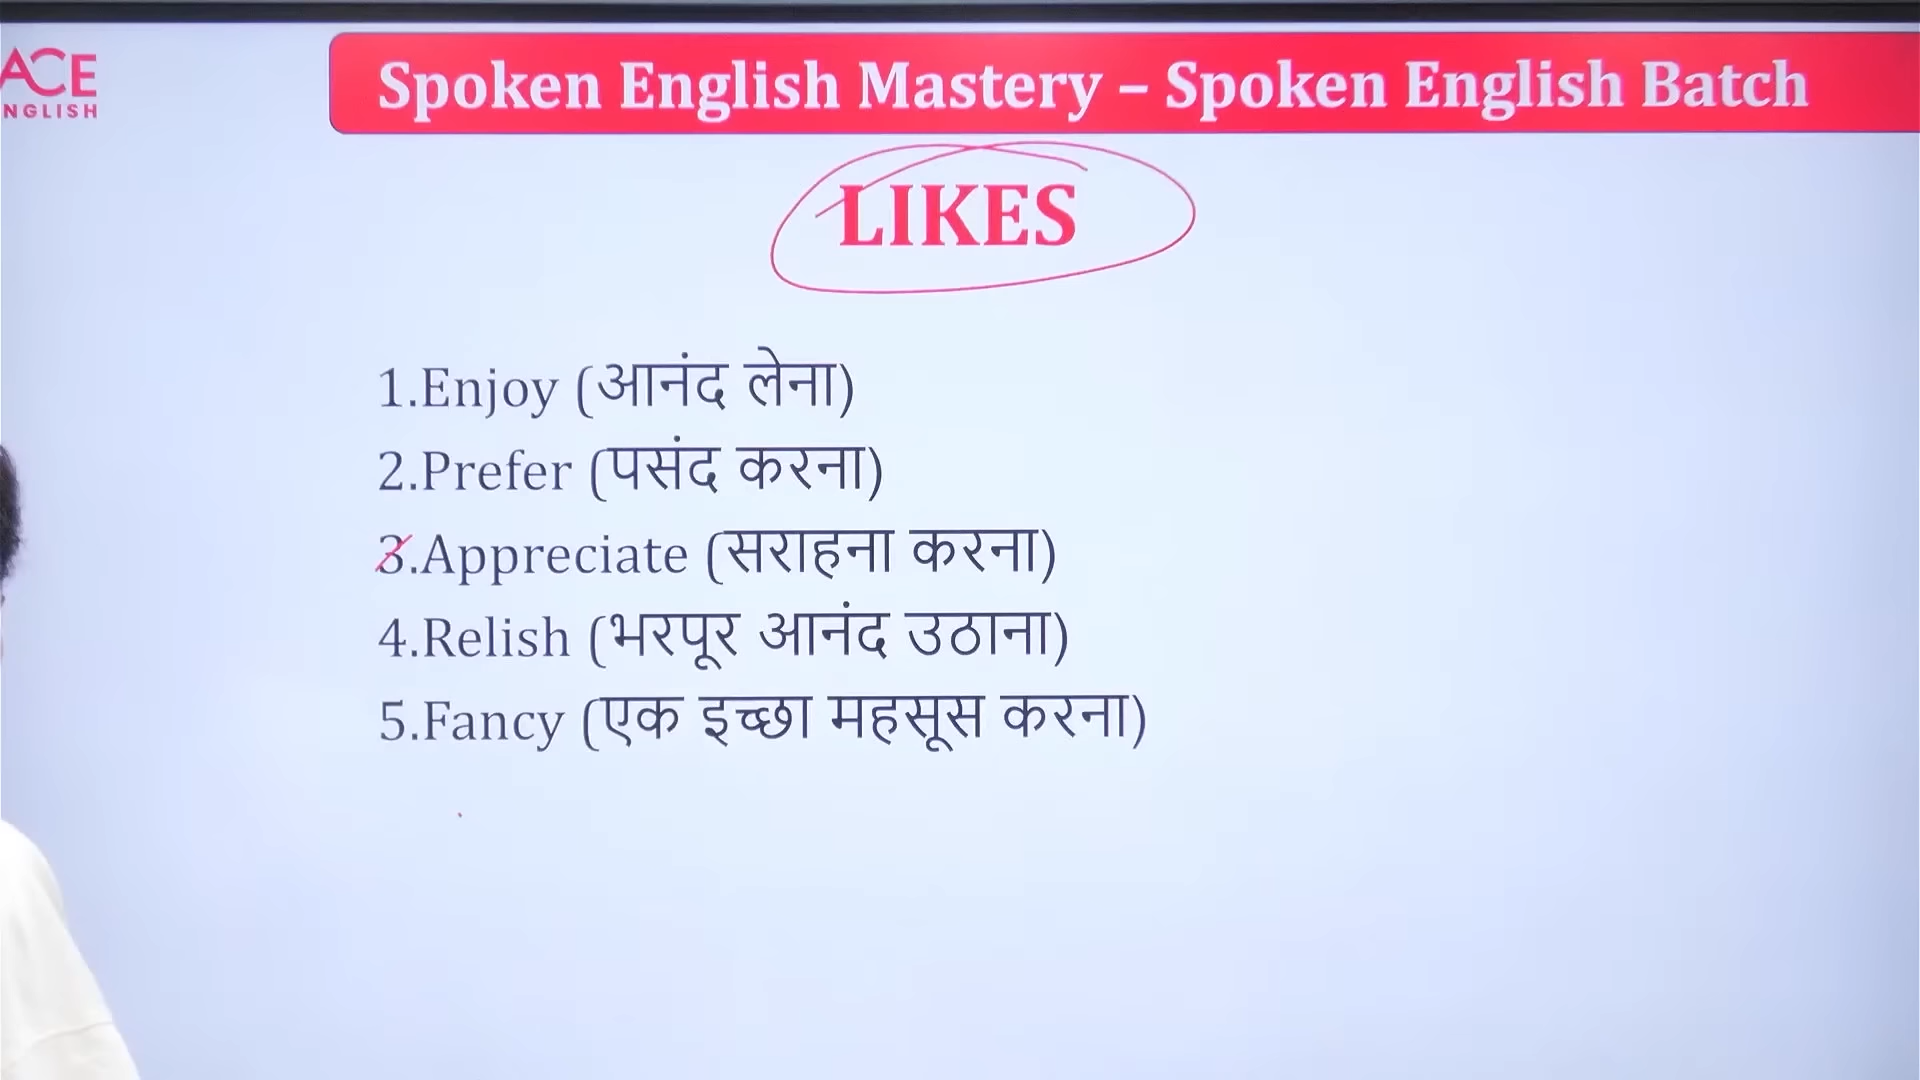 ACE
NGLISH
Spoken English Mastery – Spoken English Batch
LIKES
1.Enjoy (आनंद लेना)
2.Prefer (पसंद करना)
3.Appreciate (सराहना करना)
4.Relish (भरपूर आनंद उठाना)
5.Fancy (एक इच्छा महसूस करना)